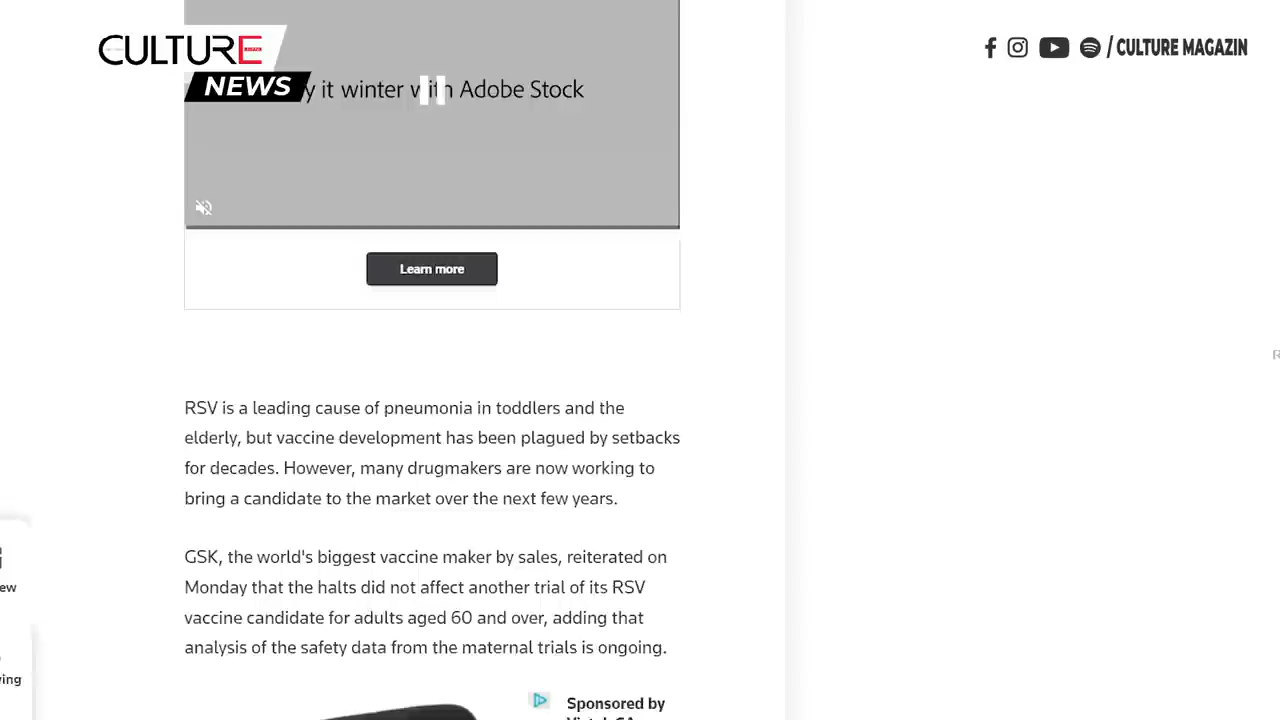 CULTURE
NEWS
y it winter with Adobe Stock
/ CULTURE MAGAZIN
Learn more
RSV is a leading cause of pneumonia in toddlers and the
elderly, but vaccine development has been plagued by setbacks
for decades. However, many drugmakers are now working to
bring a candidate to the market over the next few years.
GSK, the world's biggest vaccine maker by sales, reiterated on
Monday that the halts did not affect another trial of its RSV
vaccine candidate for adults aged 60 and over, adding that
analysis of the safety data from the maternal trials is ongoing.
ew
ving
Sponsored by